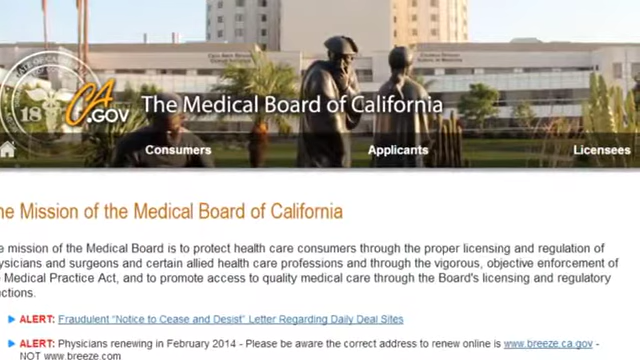 CA
.GOV
18
The Medical Board of California
Consumers
Applicants
Licensees
he Mission of the Medical Board of California
e mission of the Medical Board is to protect health care consumers through the proper licensing and regulation of
ysicians and surgeons and certain allied health care professions and through the vigorous, objective enforcement of
e Medical Practice Act, and to promote access to quality medical care through the Board's licensing and regulatory
nctions.
ALERT: Fraudulent "Notice to Cease and Desist" Letter Regarding Daily Deal Sites
ALERT: Physicians renewing in February 2014 - Please be aware the correct address to renew online is www.breeze.ca.gov -
NOT www.breeze.com